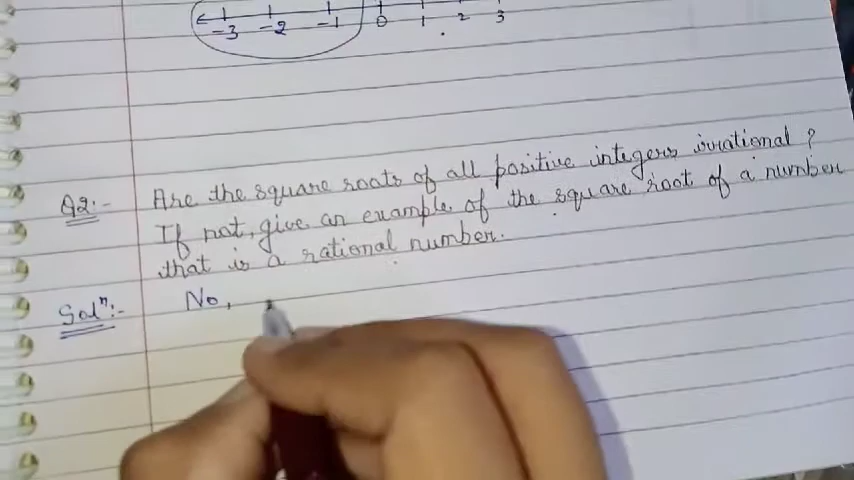 -3 -2 -1 0 1 2 3
Q2:- Are the square roots of all positive integers irrational?
If not, give an example of the square root of a number
that is a rational number.
Solⁿ:- No,